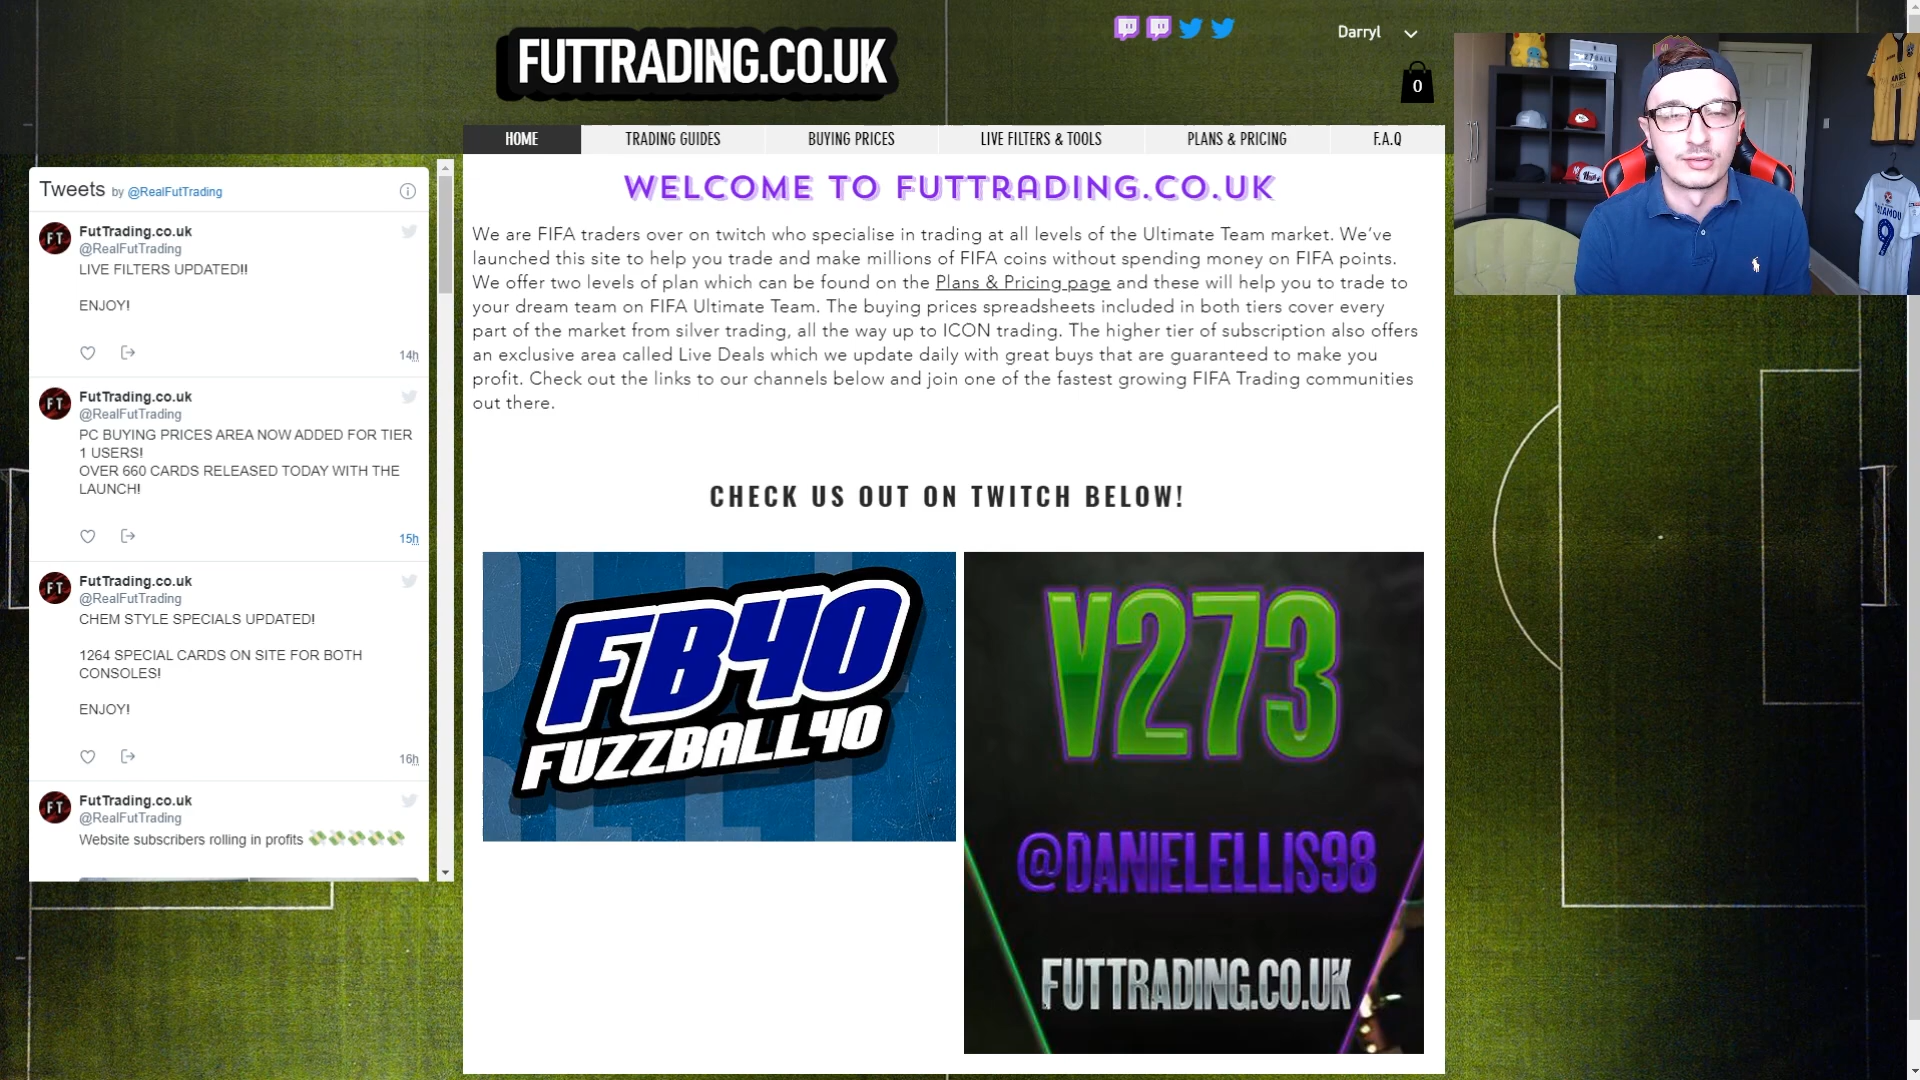 FUTTRADING.CO.UK
Darryl
0
HOME
TRADING GUIDES
BUYING PRICES
LIVE FILTERS & TOOLS
PLANS & PRICING
F.A.Q
Tweets by @RealFutTrading
FutTrading.co.uk
@RealFutTrading
LIVE FILTERS UPDATED!!
ENJOY!
14h
FutTrading.co.uk
@RealFutTrading
PC BUYING PRICES AREA NOW ADDED FOR TIER
1 USERS!
OVER 660 CARDS RELEASED TODAY WITH THE
LAUNCH!
15h
FutTrading.co.uk
@RealFutTrading
CHEM STYLE SPECIALS UPDATED!
1264 SPECIAL CARDS ON SITE FOR BOTH
CONSOLES!
ENJOY!
16h
FutTrading.co.uk
@RealFutTrading
Website subscribers rolling in profits
WELCOME TO FUTTRADING.CO.UK
We are FIFA traders over on twitch who specialise in trading at all levels of the Ultimate Team market. We've
launched this site to help you trade and make millions of FIFA coins without spending money on FIFA points.
We offer two levels of plan which can be found on the Plans & Pricing page and these will help you to trade to
your dream team on FIFA Ultimate Team. The buying prices spreadsheets included in both tiers cover every
part of the market from silver trading, all the way up to ICON trading. The higher tier of subscription also offers
an exclusive area called Live Deals which we update daily with great buys that are guaranteed to make you
profit. Check out the links to our channels below and join one of the fastest growing FIFA Trading communities
out there.
CHECK US OUT ON TWITCH BELOW!
FB40
FUZZBALL40
V273
@DANIELELLIS98
FUTTRADING.CO.UK
9